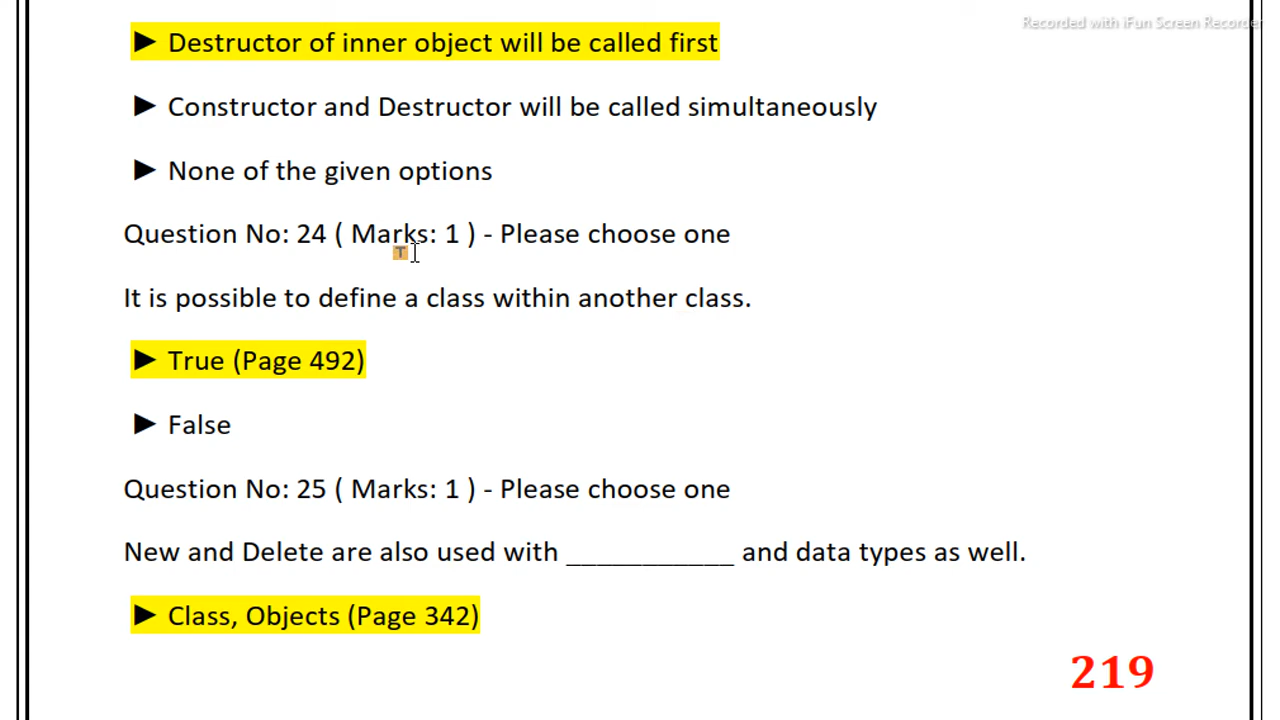 Recorded with iFun Screen Recorder
► Destructor of inner object will be called first
► Constructor and Destructor will be called simultaneously
► None of the given options
Question No: 24 ( Marks: 1 ) - Please choose one
T
It is possible to define a class within another class.
► True (Page 492)
► False
Question No: 25 ( Marks: 1 ) - Please choose one
New and Delete are also used with ___________ and data types as well.
► Class, Objects (Page 342)
219